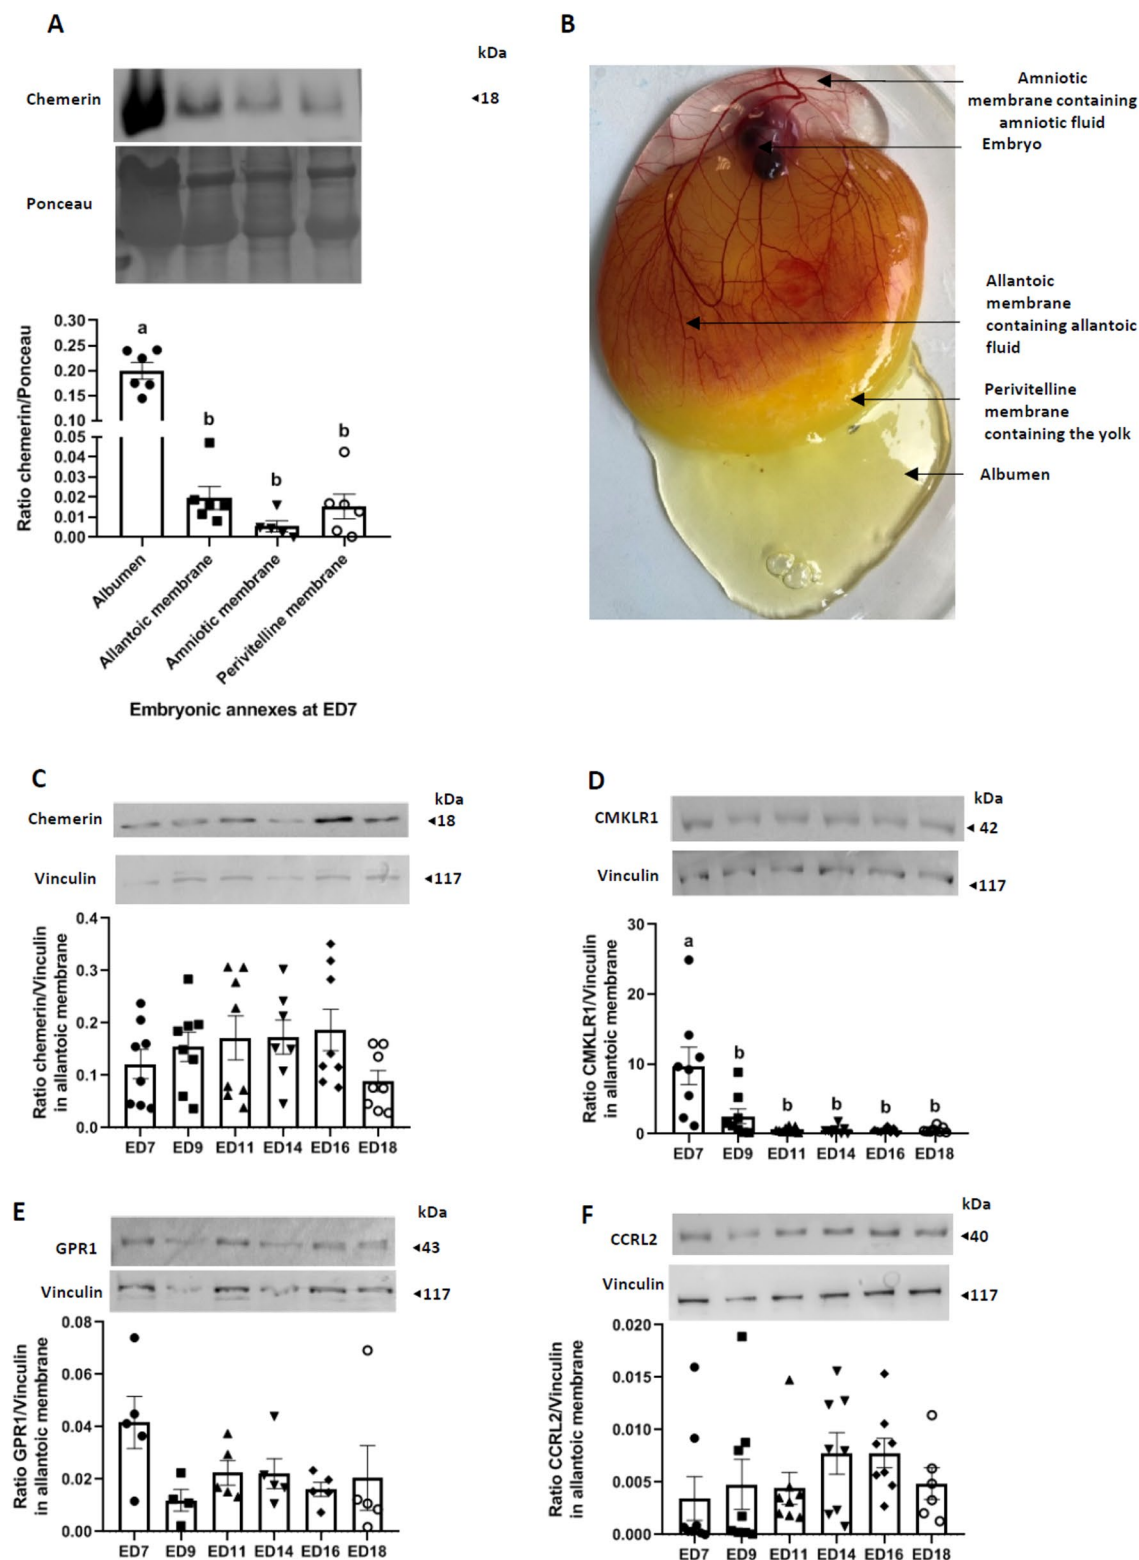 A
kDa
Chemerin
◄18
Ponceau
Ratio chemerin/Ponceau
0.30
0.25
0.20
0.15
0.10
0.05
0.04
0.03
0.02
0.01
0.00
a
b
b
b
Albumen
Allantoic membrane
Amniotic membrane
Perivitelline membrane
Embryonic annexes at ED7
B
Amniotic
membrane containing
amniotic fluid
Embryo
Allantoic
membrane
containing allantoic
fluid
Perivitelline
membrane
containing the yolk
Albumen
C
kDa
Chemerin
◄18
Vinculin
◄117
Ratio chemerin/Vinculin
in allantoic membrane
0.4
0.3
0.2
0.1
0.0
ED7 ED9 ED11 ED14 ED16 ED18
D
kDa
CMKLR1
◄ 42
Vinculin
◄117
Ratio CMKLR1/Vinculin
in allantoic membrane
30
20
10
5
0
a
b
b b b b
ED7 ED9 ED11 ED14 ED16 ED18
E
kDa
GPR1
◄43
Vinculin
◄117
Ratio GPR1/Vinculin
in allantoic membrane
0.08
0.06
0.04
0.02
0.00
ED7 ED9 ED11 ED14 ED16 ED18
F
kDa
CCRL2
◄40
Vinculin
◄117
Ratio CCRL2/Vinculin
in allantoic membrane
0.020
0.015
0.010
0.005
0.000
ED7 ED9 ED11 ED14 ED16 ED18